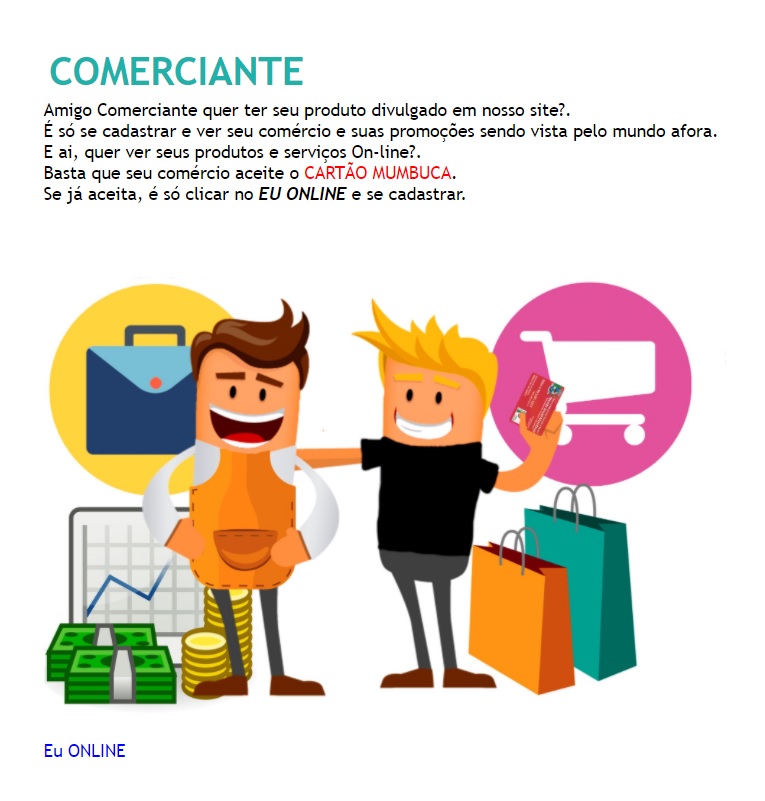 COMERCIANTE
Amigo Comerciante quer ter seu produto divulgado em nosso site?.
É só se cadastrar e ver seu comércio e suas promoções sendo vista pelo mundo afora.
E ai, quer ver seus produtos e serviços On-line?.
Basta que seu comércio aceite o CARTÃO MUMBUCA.
Se já aceita, é só clicar no EU ONLINE e se cadastrar.
Eu ONLINE